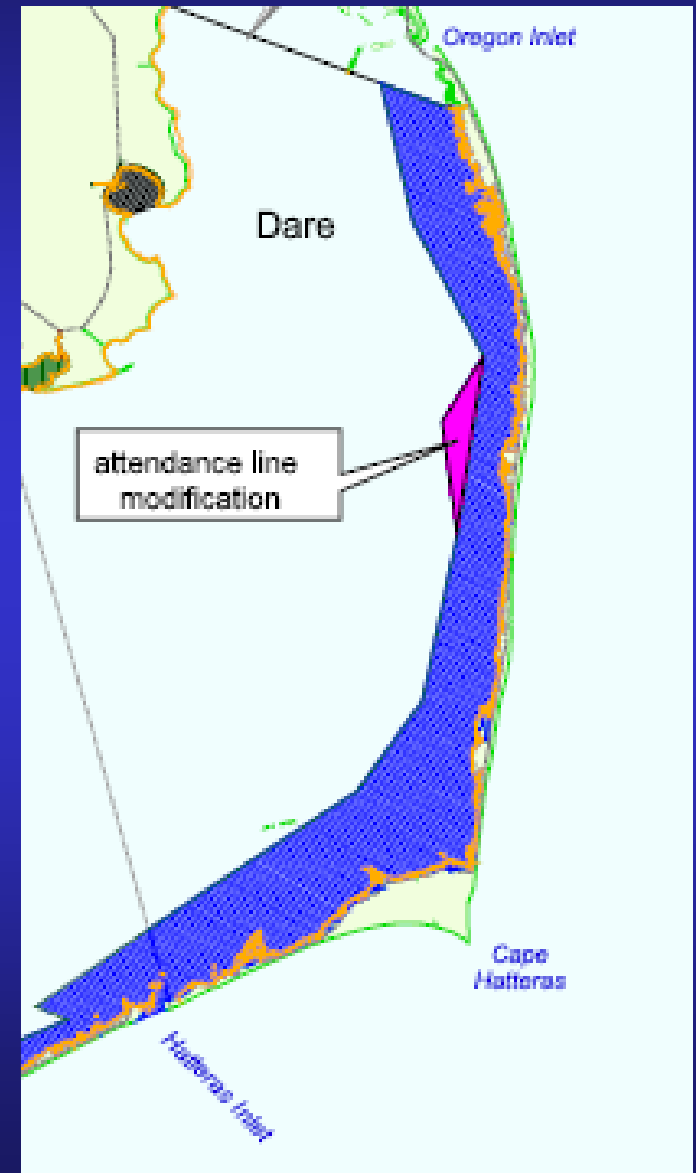 Oregon Inlet
Dare
attendance line
modification
Cape
Hatteras
Hatteras Inlet